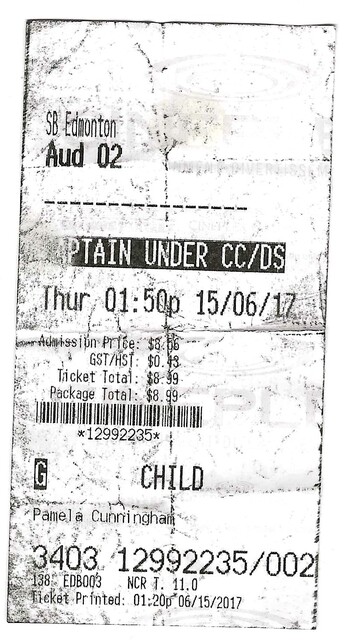 SB Edmonton
Aud 02
PTAIN UNDER CC/DS
Thur 01:50p 15/06/17
Admission Price: $8.56
GST/HST: $0.43
Ticket Total: $8.99
Package Total: $8.99
*12992235*
G CHILD
Pamela Cunningham
3403 12992235/002
138 EDB003 NCR T. 11.0
Ticket Printed: 01:20p 06/15/2017